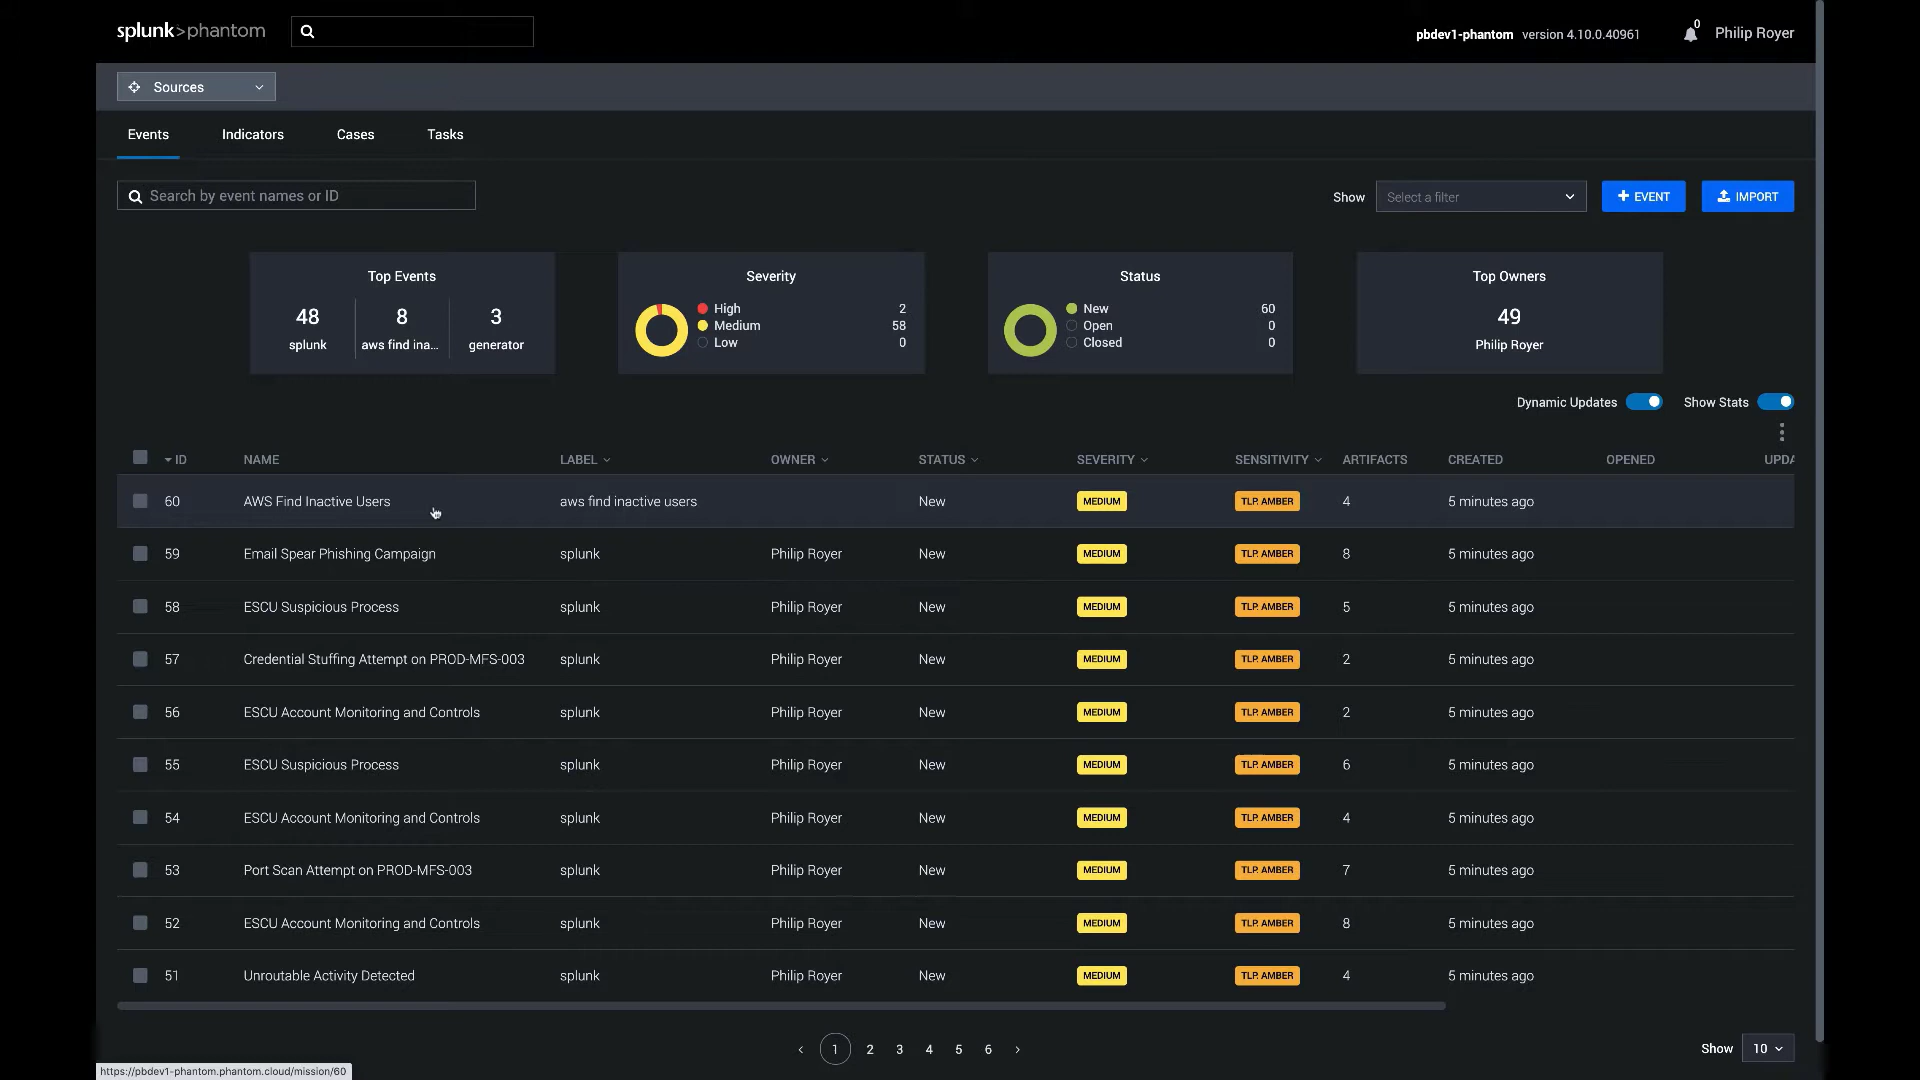 splunk>phantom
pbdev1-phantom version 4.10.0.40961
0
Philip Royer
Sources
Events Indicators Cases Tasks
Search by event names or ID
Show Select a filter + EVENT IMPORT
Top Events
48 8 3
splunk aws find ina... generator
Severity
High 2
Medium 58
Low 0
Status
New 60
Open 0
Closed 0
Top Owners
49
Philip Royer
Dynamic Updates Show Stats
ID NAME LABEL OWNER STATUS SEVERITY SENSITIVITY ARTIFACTS CREATED OPENED UPDA
60 AWS Find Inactive Users aws find inactive users New MEDIUM TLP: AMBER 4 5 minutes ago
59 Email Spear Phishing Campaign splunk Philip Royer New MEDIUM TLP: AMBER 8 5 minutes ago
58 ESCU Suspicious Process splunk Philip Royer New MEDIUM TLP: AMBER 5 5 minutes ago
57 Credential Stuffing Attempt on PROD-MFS-003 splunk Philip Royer New MEDIUM TLP: AMBER 2 5 minutes ago
56 ESCU Account Monitoring and Controls splunk Philip Royer New MEDIUM TLP: AMBER 2 5 minutes ago
55 ESCU Suspicious Process splunk Philip Royer New MEDIUM TLP: AMBER 6 5 minutes ago
54 ESCU Account Monitoring and Controls splunk Philip Royer New MEDIUM TLP: AMBER 4 5 minutes ago
53 Port Scan Attempt on PROD-MFS-003 splunk Philip Royer New MEDIUM TLP: AMBER 7 5 minutes ago
52 ESCU Account Monitoring and Controls splunk Philip Royer New MEDIUM TLP: AMBER 8 5 minutes ago
51 Unroutable Activity Detected splunk Philip Royer New MEDIUM TLP: AMBER 4 5 minutes ago
‹ 1 2 3 4 5 6 ›
Show 10
https://pbdev1-phantom.phantom.cloud/mission/60